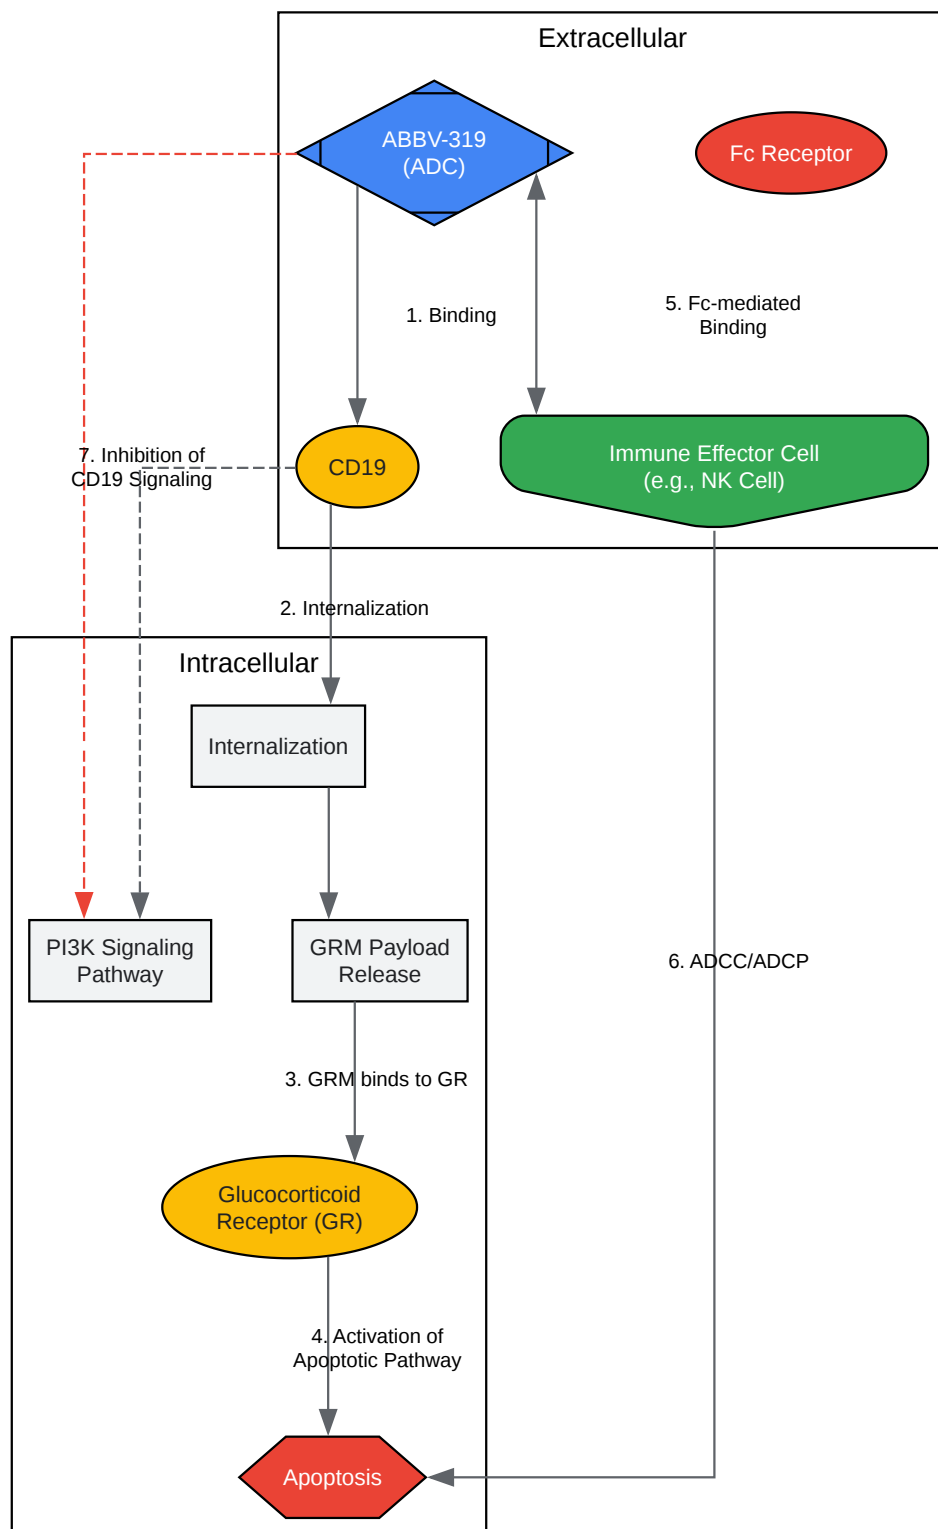 Extracellular
ABBV-319
(ADC)
Fc Receptor
1. Binding
5. Fc-mediated
Binding
7. Inhibition of
CD19 Signaling
CD19
Immune Effector Cell
(e.g., NK Cell)
2. Internalization
Intracellular
Internalization
PI3K Signaling
Pathway
GRM Payload
Release
6. ADCC/ADCP
3. GRM binds to GR
Glucocorticoid
Receptor (GR)
4. Activation of
Apoptotic Pathway
Apoptosis